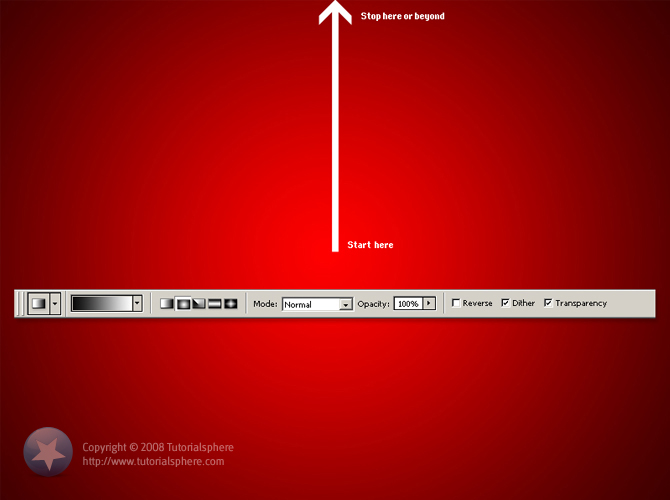 Stop here or beyond
Start here
Mode: Normal Opacity: 100% Reverse Dither Transparency
Copyright © 2008 Tutorialsphere
http://www.tutorialsphere.com